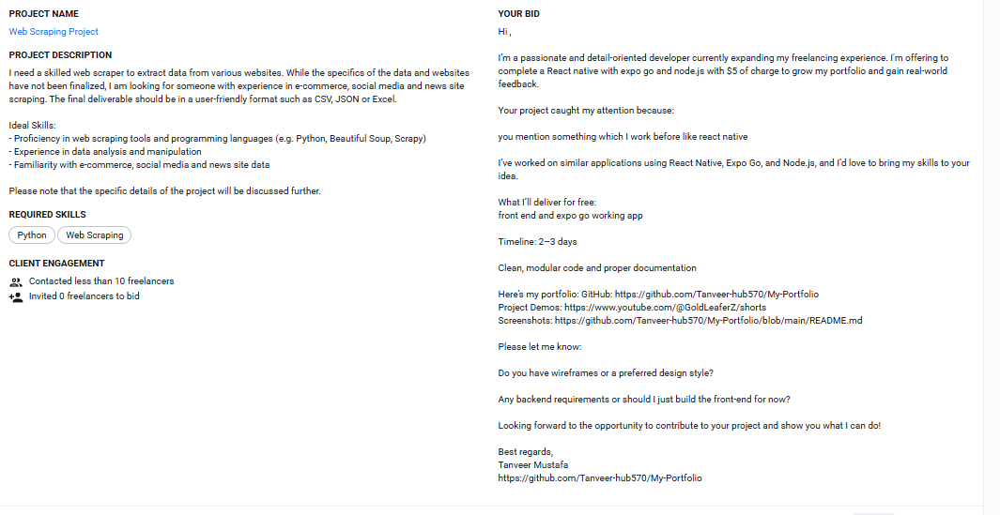 PROJECT NAME
Web Scraping Project
PROJECT DESCRIPTION
I need a skilled web scraper to extract data from various websites. While the specifics of the data and websites
have not been finalized, I am looking for someone with experience in e-commerce, social media and news site
scraping. The final deliverable should be in a user-friendly format such as CSV, JSON or Excel.
Ideal Skills:
- Proficiency in web scraping tools and programming languages (e.g. Python, Beautiful Soup, Scrapy)
- Experience in data analysis and manipulation
- Familiarity with e-commerce, social media and news site data
Please note that the specific details of the project will be discussed further.
REQUIRED SKILLS
Python
Web Scraping
CLIENT ENGAGEMENT
Contacted less than 10 freelancers
Invited 0 freelancers to bid
YOUR BID
Hi ,
I'm a passionate and detail-oriented developer currently expanding my freelancing experience. I'm offering to
complete a React native with expo go and node.js with $5 of charge to grow my portfolio and gain real-world
feedback.
Your project caught my attention because:
you mention something which I work before like react native
I've worked on similar applications using React Native, Expo Go, and Node.js, and I'd love to bring my skills to your
idea.
What I'll deliver for free:
front end and expo go working app
Timeline: 2–3 days
Clean, modular code and proper documentation
Here's my portfolio: GitHub: https://github.com/Tanveer-hub570/My-Portfolio
Project Demos: https://www.youtube.com/@GoldLeaferZ/shorts
Screenshots: https://github.com/Tanveer-hub570/My-Portfolio/blob/main/README.md
Please let me know:
Do you have wireframes or a preferred design style?
Any backend requirements or should I just build the front-end for now?
Looking forward to the opportunity to contribute to your project and show you what I can do!
Best regards,
Tanveer Mustafa
https://github.com/Tanveer-hub570/My-Portfolio